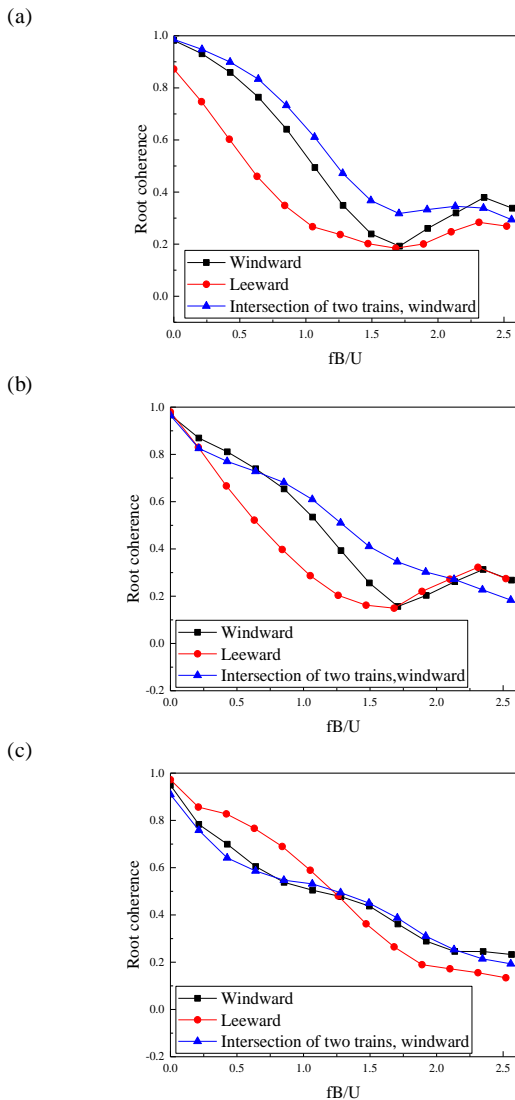 (a)
1.0
0.8
0.6
0.4
0.2
0.0
Root coherence
Windward
Leeward
Intersection of two trains, windward
0.0 0.5 1.0 1.5 2.0 2.5
fB/U
(b)
1.0
0.8
0.6
0.4
0.2
0.0
-0.2
Root coherence
Windward
Leeward
Intersection of two trains,windward
0.0 0.5 1.0 1.5 2.0 2.5
fB/U
(c)
1.0
0.8
0.6
0.4
0.2
0.0
-0.2
Root coherence
Windward
Leeward
Intersection of two trains, windward
0.0 0.5 1.0 1.5 2.0 2.5
fB/U